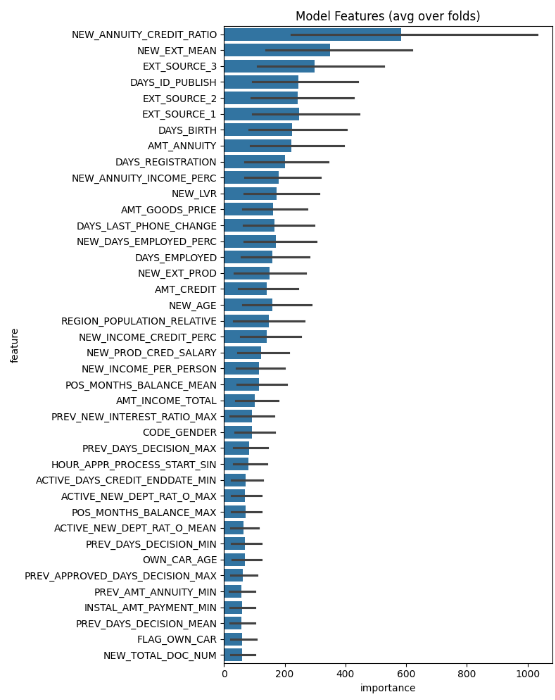 Model Features (avg over folds)
NEW_ANNUITY_CREDIT_RATIO
NEW_EXT_MEAN
EXT_SOURCE_3
DAYS_ID_PUBLISH
EXT_SOURCE_2
EXT_SOURCE_1
DAYS_BIRTH
AMT_ANNUITY
DAYS_REGISTRATION
NEW_ANNUITY_INCOME_PERC
NEW_LVR
AMT_GOODS_PRICE
DAYS_LAST_PHONE_CHANGE
NEW_DAYS_EMPLOYED_PERC
DAYS_EMPLOYED
NEW_EXT_PROD
AMT_CREDIT
NEW_AGE
REGION_POPULATION_RELATIVE
NEW_INCOME_CREDIT_PERC
NEW_PROD_CRED_SALARY
NEW_INCOME_PER_PERSON
POS_MONTHS_BALANCE_MEAN
AMT_INCOME_TOTAL
PREV_NEW_INTEREST_RATIO_MAX
CODE_GENDER
PREV_DAYS_DECISION_MAX
HOUR_APPR_PROCESS_START_SIN
ACTIVE_DAYS_CREDIT_ENDDATE_MIN
ACTIVE_NEW_DEPT_RAT_O_MAX
POS_MONTHS_BALANCE_MAX
ACTIVE_NEW_DEPT_RAT_O_MEAN
PREV_DAYS_DECISION_MIN
OWN_CAR_AGE
PREV_APPROVED_DAYS_DECISION_MAX
PREV_AMT_ANNUITY_MIN
INSTAL_AMT_PAYMENT_MIN
PREV_DAYS_DECISION_MEAN
FLAG_OWN_CAR
NEW_TOTAL_DOC_NUM
feature
0 200 400 600 800 1000
importance